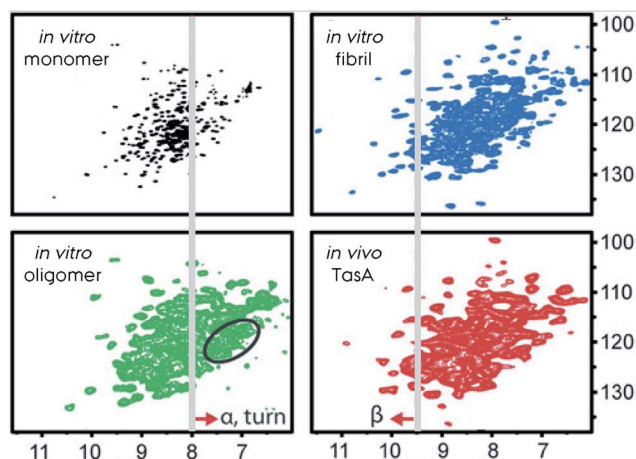 in vitro
monomer
in vitro
fibril
100
110
120
130
in vitro
oligomer
in vivo
TasA
100
110
120
130
α, turn
β
11 10 9 8 7
11 10 9 8 7